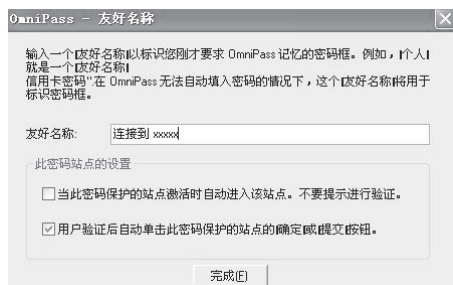 OmniPass - 友好名称
输入一个"友好名称"以标识您刚才要求 OmniPass 记忆的密码框。例如，"个人"
就是一个"友好名称"
信用卡密码"在 OmniPass 无法自动填入密码的情况下，这个"友好名称"将用于
标识密码框。
友好名称: 连接到 xxxxx
此密码站点的设置
当此密码保护的站点激活时自动进入该站点。不要提示进行验证。
用户验证后自动单击此密码保护的站点的"确定"或"提交"按钮。
完成(F)